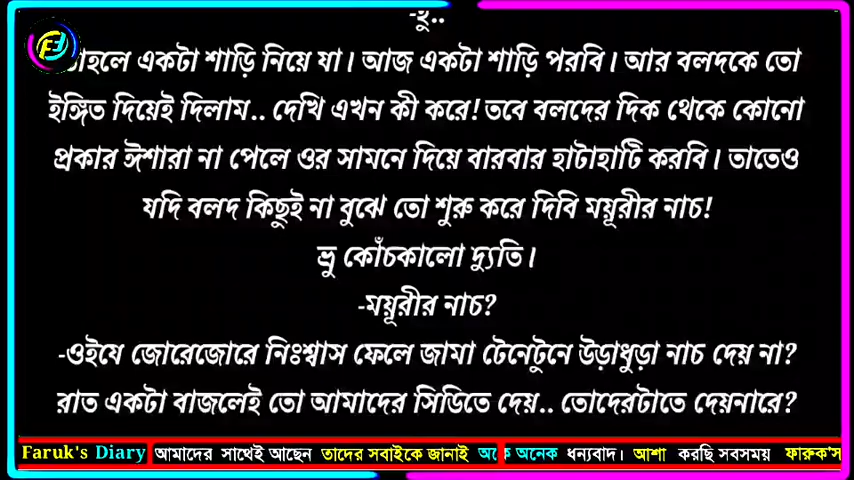 -হু..
তাহলে একটা শাড়ি নিয়ে যা। আজ একটা শাড়ি পরবি। আর বলদকে তো
ইঙ্গিত দিয়েই দিলাম.. দেখি এখন কী করে! তবে বলদের দিক থেকে কোনো
প্রকার ঈশারা না পেলে ওর সামনে দিয়ে বারবার হাটাহাটি করবি। তাতেও
যদি বলদ কিছুই না বুঝে তো শুরু করে দিবি ময়ূরীর নাচ!
ভ্রু কোঁচকালো দ্যুতি।
-ময়ূরীর নাচ?
-ওইযে জোরেজোরে নিঃশ্বাস ফেলে জামা টেনেটুনে উড়াধুড়া নাচ দেয় না?
রাত একটা বাজলেই তো আমাদের সিডিতে দেয়.. তোদেরটাতে দেয়নারে?
Faruk's Diary আমাদের সাথেই আছেন তাদের সবাইকে জানাই অনেক অনেক ধন্যবাদ। আশা করছি সবসময় ফারুক'স